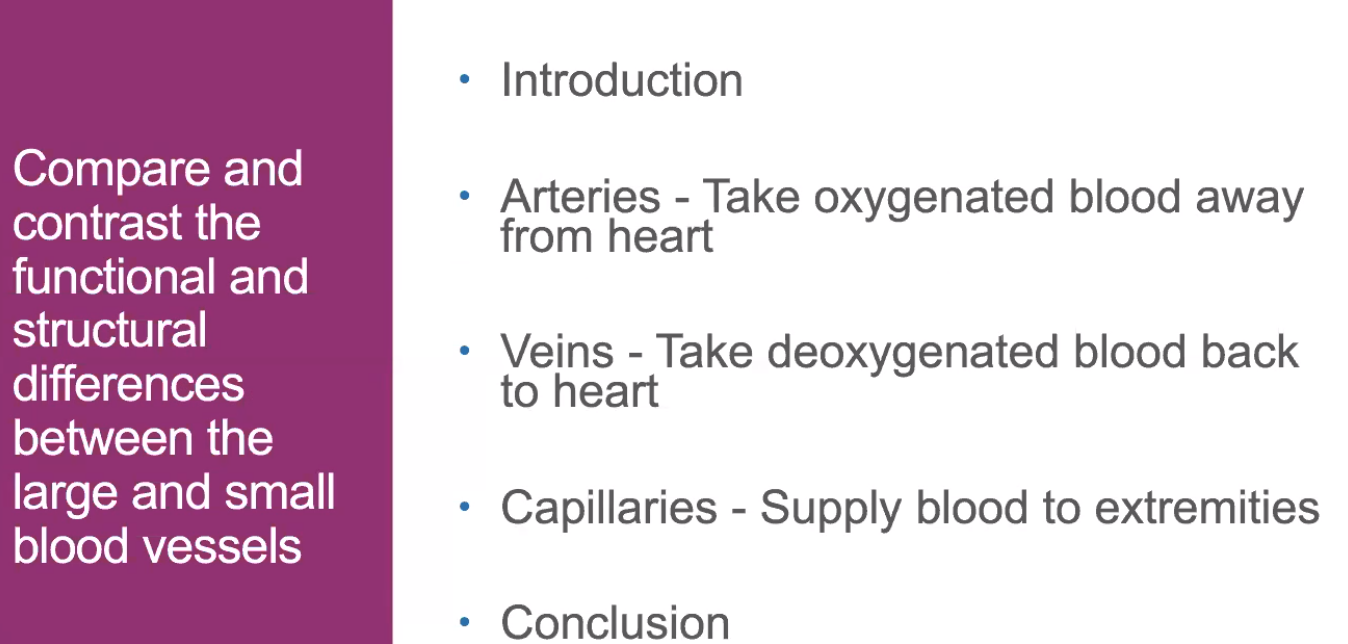 Compare and
contrast the
functional and
structural
differences
between the
large and small
blood vessels
• Introduction
• Arteries - Take oxygenated blood away
from heart
• Veins - Take deoxygenated blood back
to heart
• Capillaries - Supply blood to extremities
• Conclusion